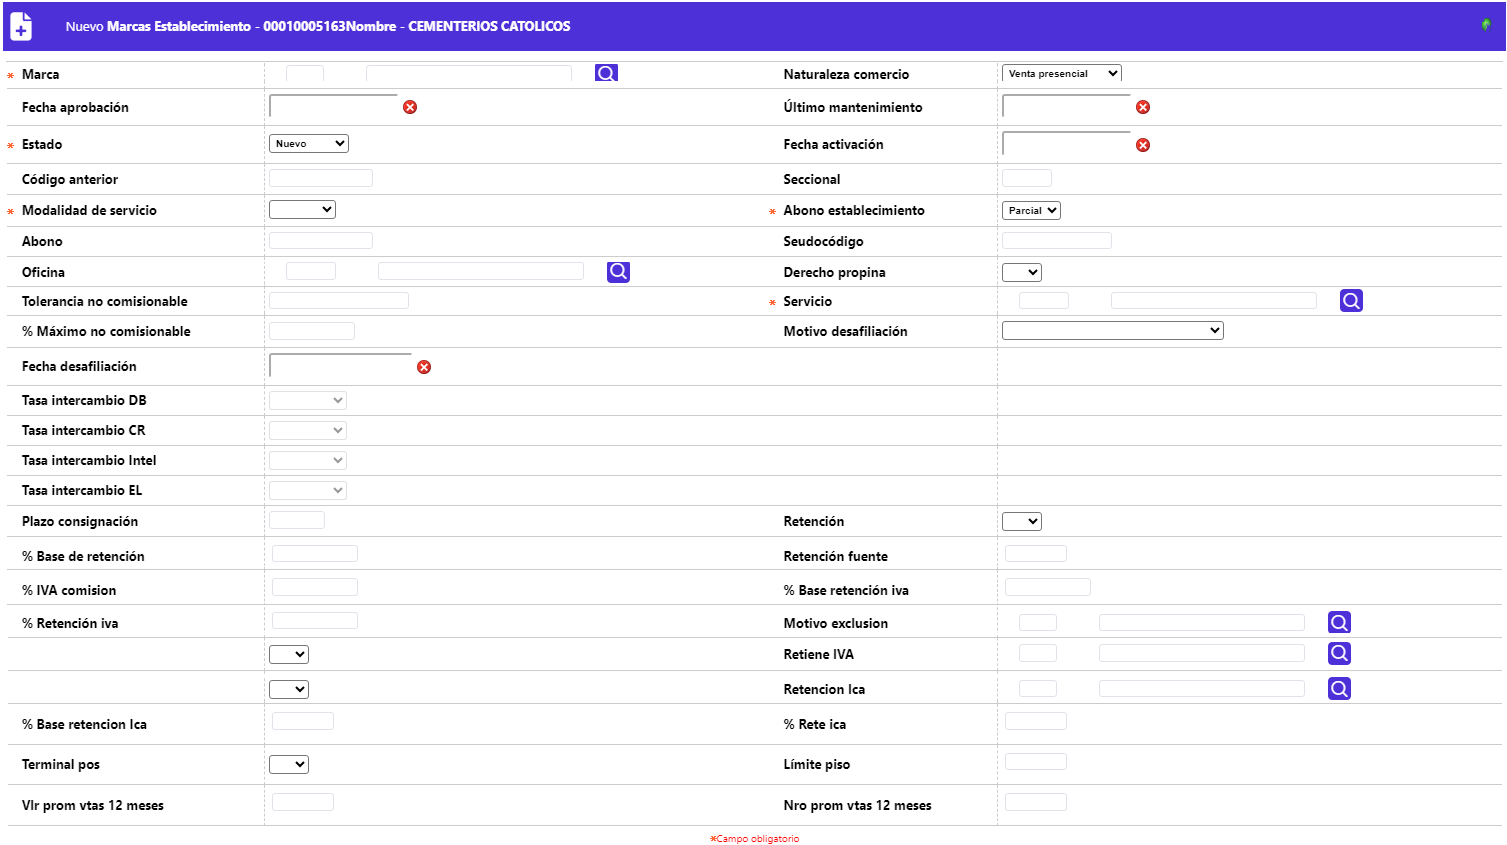 Nuevo Marcas Establecimiento - 00010005163Nombre - CEMENTERIOS CATOLICOS
* Marca
Naturaleza comercio Venta presencial
Fecha aprobación
Último mantenimiento
* Estado Nuevo
Fecha activación
Código anterior
Seccional
* Modalidad de servicio
* Abono establecimiento Parcial
Abono
Seudocódigo
Oficina
Derecho propina
Tolerancia no comisionable
* Servicio
% Máximo no comisionable
Motivo desafiliación
Fecha desafiliación
Tasa intercambio DB
Tasa intercambio CR
Tasa intercambio Intel
Tasa intercambio EL
Plazo consignación
Retención
% Base de retención
Retención fuente
% IVA comision
% Base retención iva
% Retención iva
Motivo exclusion
Retiene IVA
Retencion Ica
% Base retencion Ica
% Rete ica
Terminal pos
Límite piso
Vlr prom vtas 12 meses
Nro prom vtas 12 meses
*Campo obligatorio